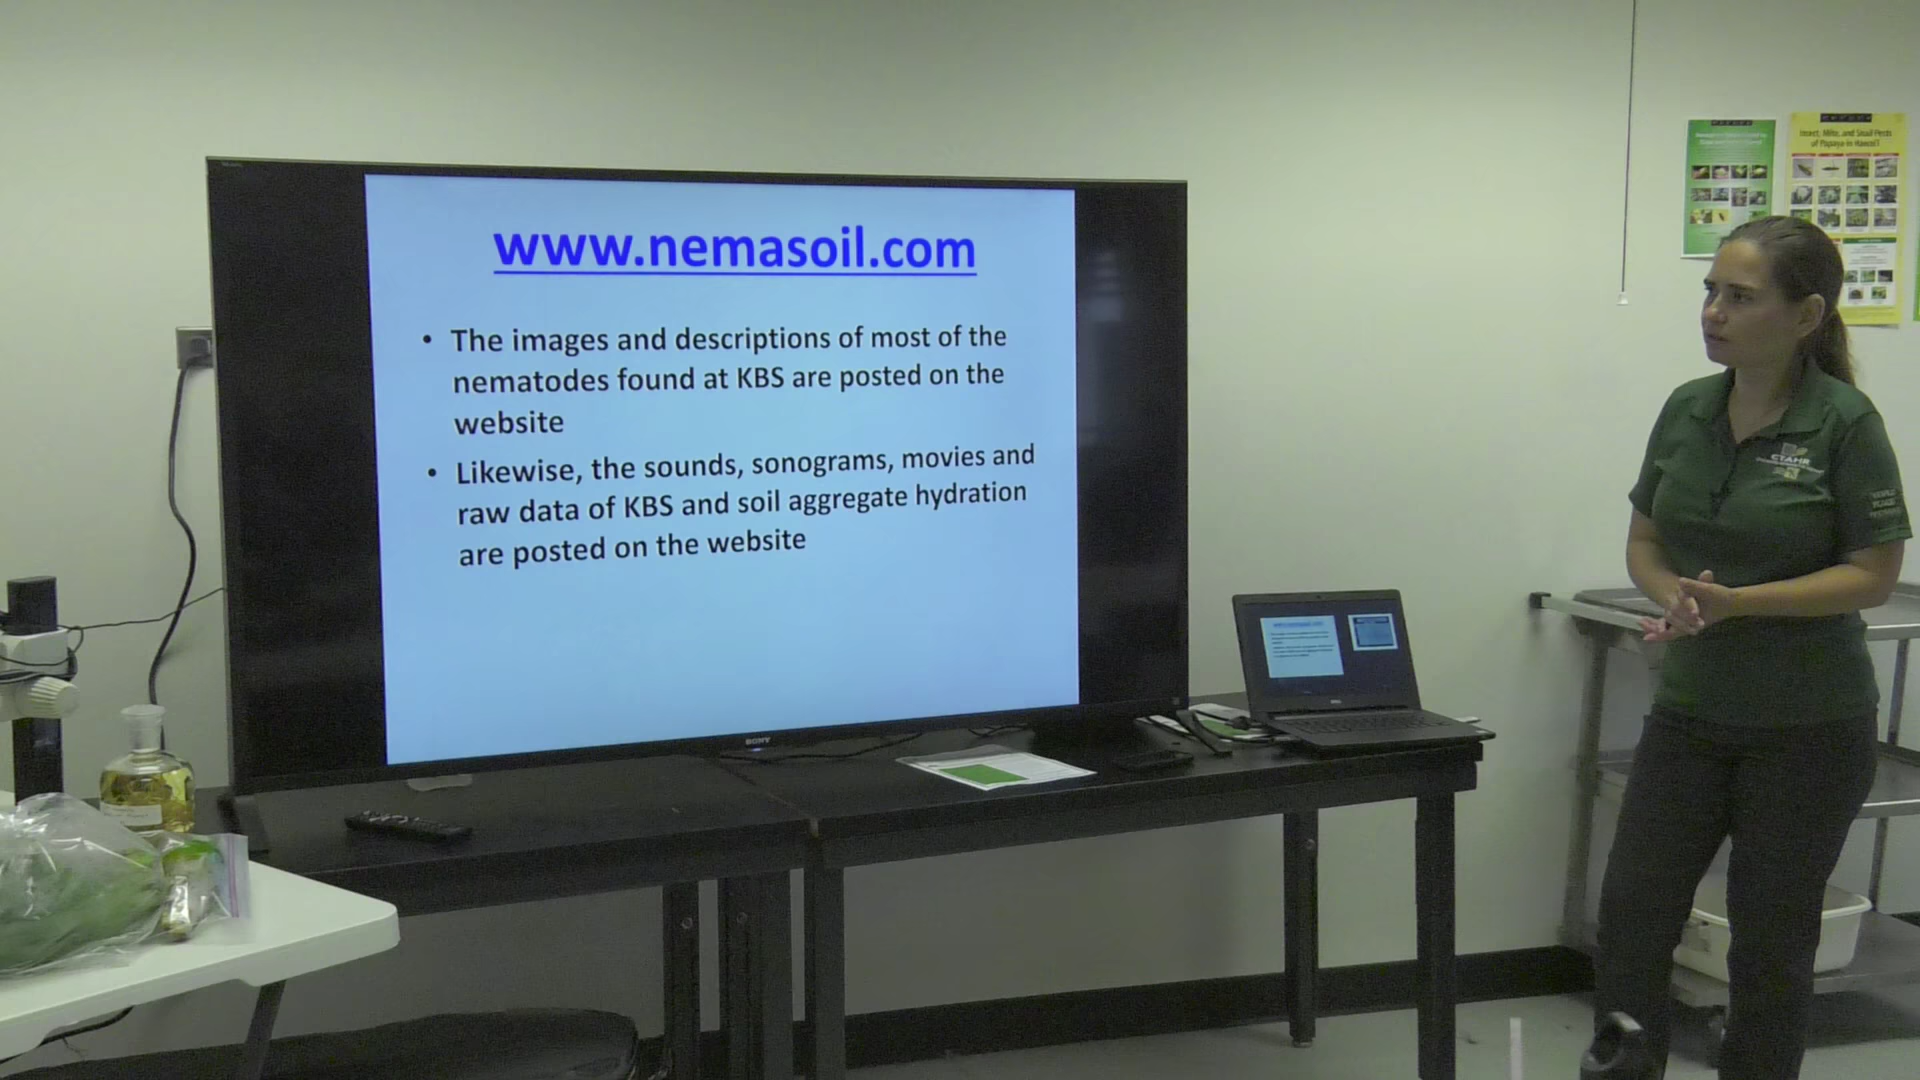 www.nemasoil.com
• The images and descriptions of most of the
nematodes found at KBS are posted on the
website
• Likewise, the sounds, sonograms, movies and
raw data of KBS and soil aggregate hydration
are posted on the website
SONY
Insect, Mite, and Snail Pests
of Papaya in Hawai'i
CTAHR